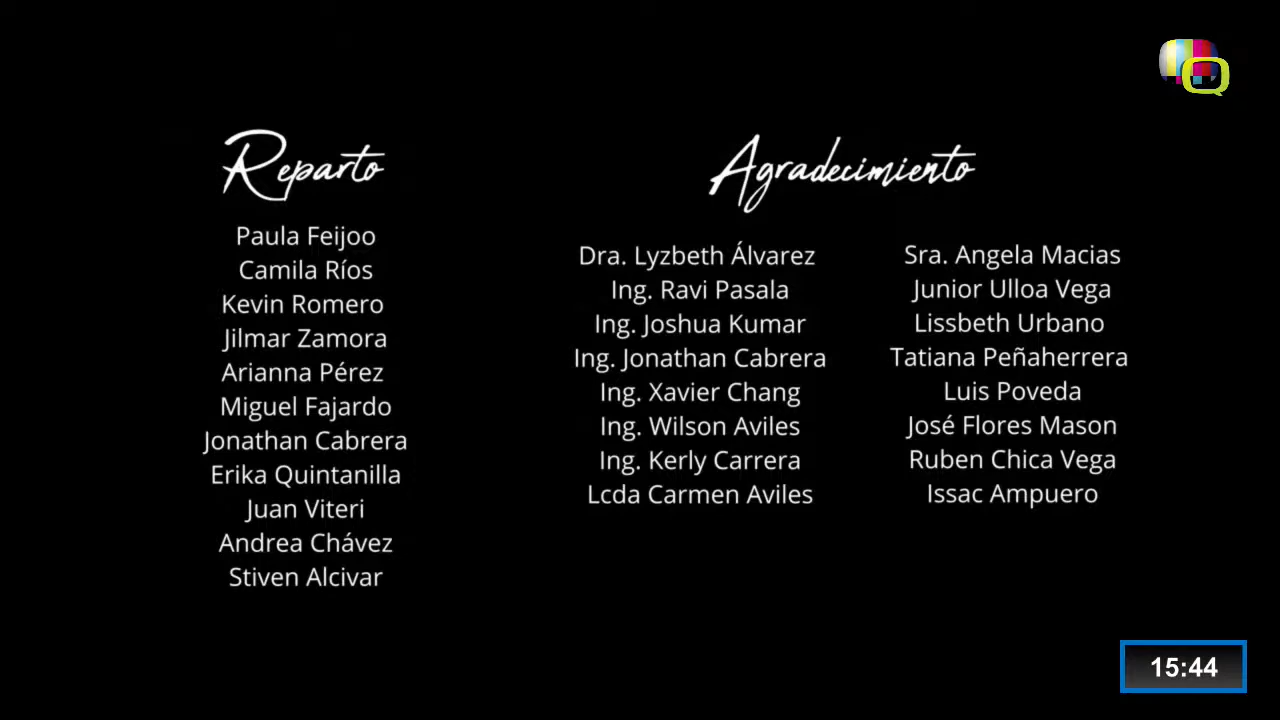 Reparto
Paula Feijoo
Camila Ríos
Kevin Romero
Jilmar Zamora
Arianna Pérez
Miguel Fajardo
Jonathan Cabrera
Erika Quintanilla
Juan Viteri
Andrea Chávez
Stiven Alcivar
Agradecimiento
Dra. Lyzbeth Álvarez
Ing. Ravi Pasala
Ing. Joshua Kumar
Ing. Jonathan Cabrera
Ing. Xavier Chang
Ing. Wilson Aviles
Ing. Kerly Carrera
Lcda Carmen Aviles
Sra. Angela Macias
Junior Ulloa Vega
Lissbeth Urbano
Tatiana Peñaherrera
Luis Poveda
José Flores Mason
Ruben Chica Vega
Issac Ampuero
Q
15:44